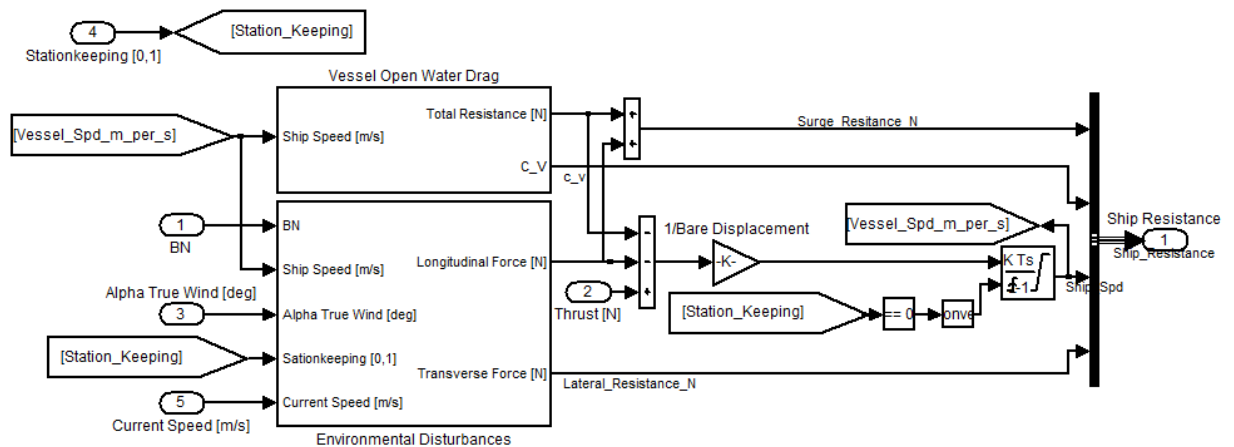 4
[Station_Keeping]
Stationkeeping [0,1]
Vessel Open Water Drag
[Vessel_Spd_m_per_s]
Ship Speed [m/s]
Total Resistance [N]
C_V
c_v
+
+
Surge_Resitance_N
1
BN
BN
Ship Speed [m/s]
Longitudinal Force [N]
Alpha True Wind [deg]
3
Alpha True Wind [deg]
[Station_Keeping]
Sationkeeping [0,1]
Transverse Force [N]
Lateral_Resistance_N
5
Current Speed [m/s]
Current Speed [m/s]
Environmental Disturbances
-
-
+
2
Thrust [N]
1/Bare Displacement
-K-
[Vessel_Spd_m_per_s]
[Station_Keeping]
== 0
onve
K Ts
Ship_Spd
Ship Resistance
1
Ship_Resistance